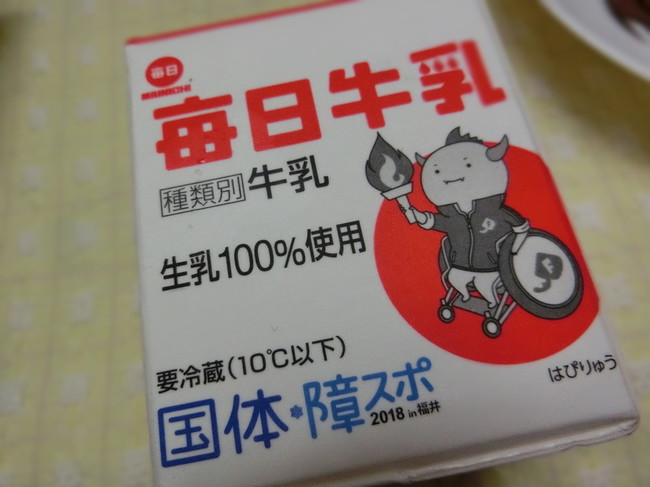 毎日
MAINICHI
毎日牛乳
種類別 牛乳
生乳100%使用
要冷蔵(10℃以下)
国体・障スポ
2018 in 福井
はぴりゅう